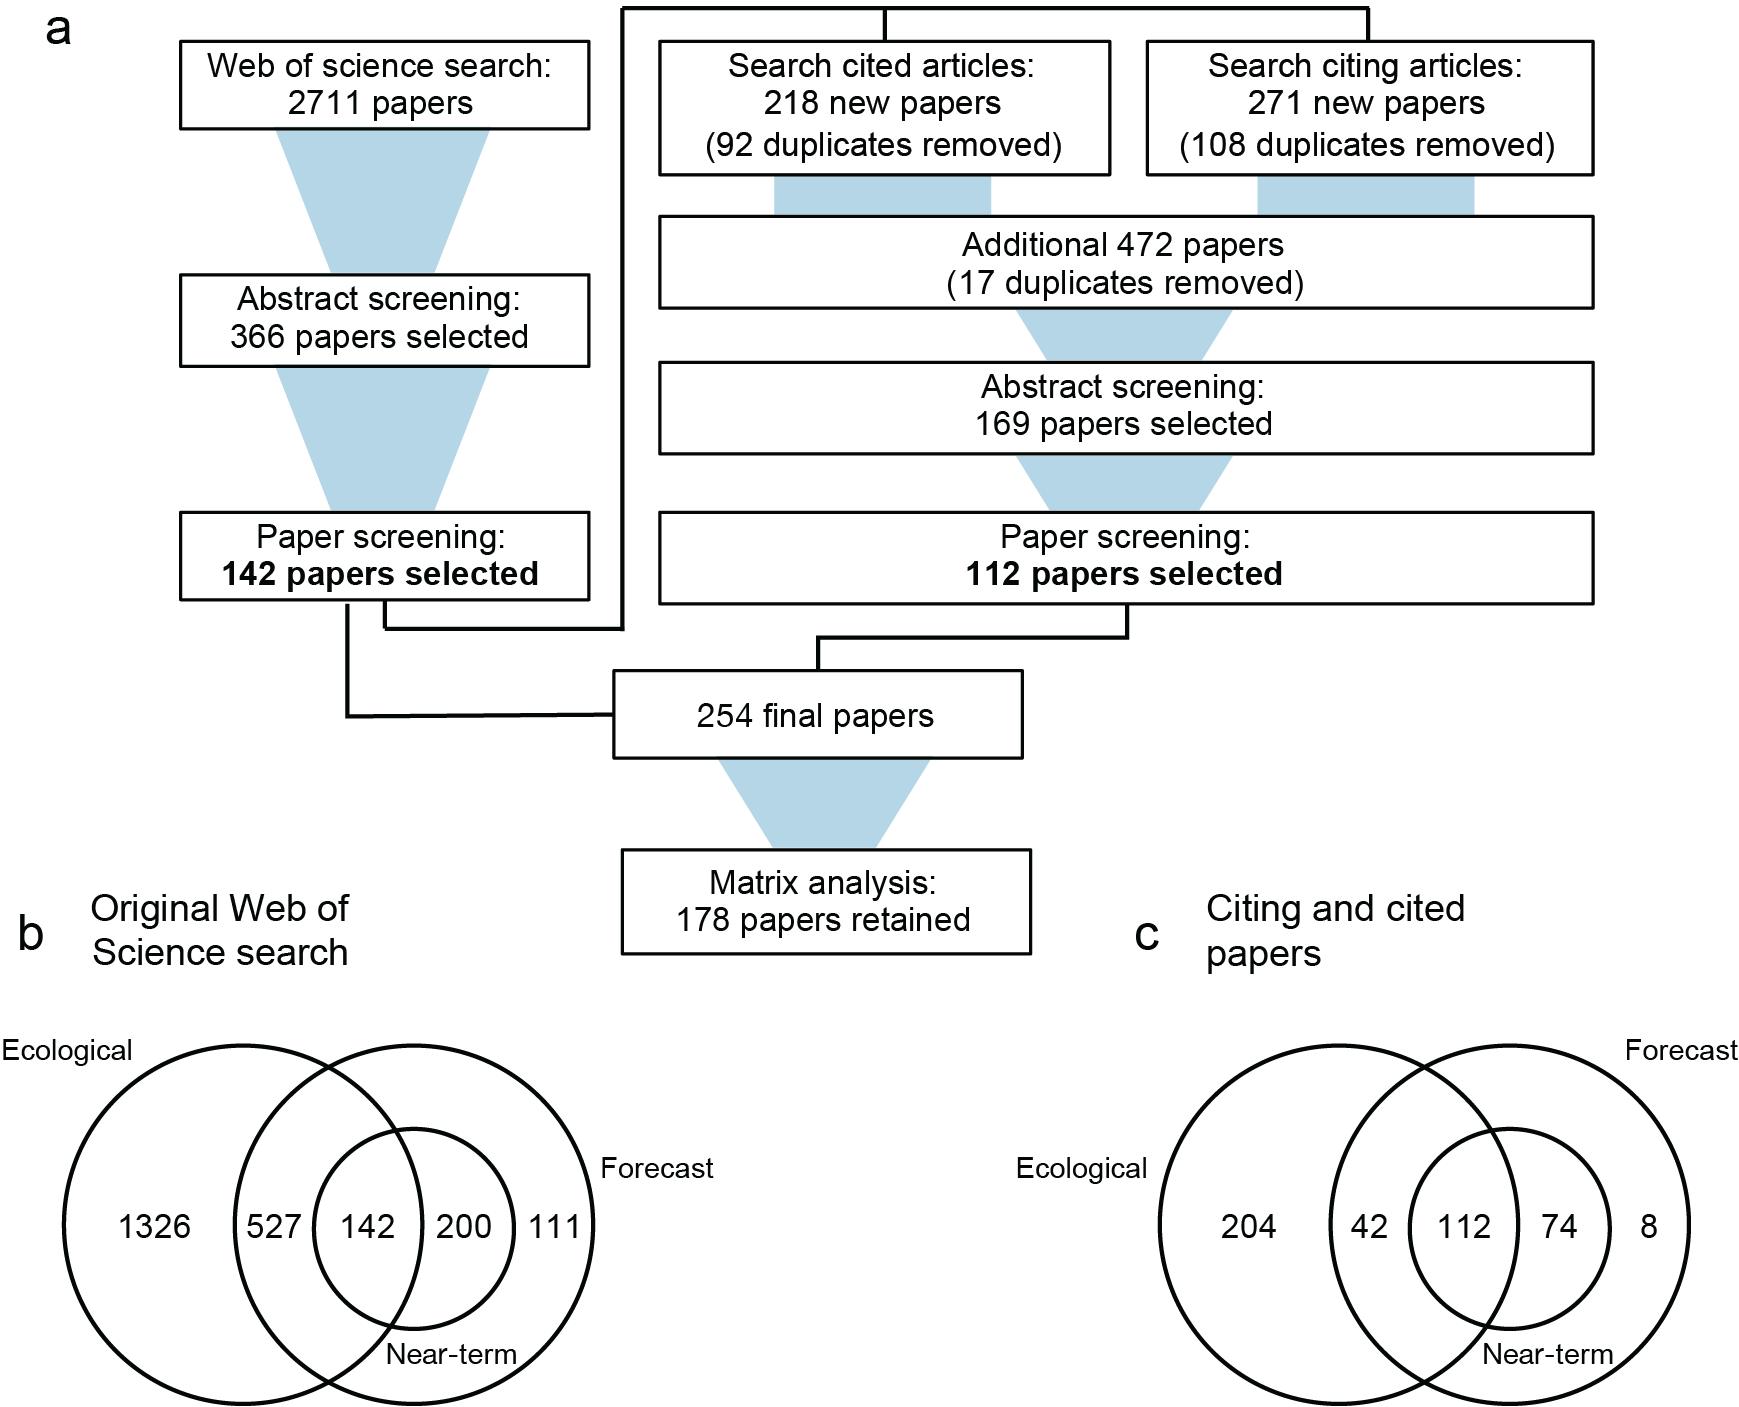 a
Web of science search:
2711 papers
Abstract screening:
366 papers selected
Paper screening:
142 papers selected
Search cited articles:
218 new papers
(92 duplicates removed)
Search citing articles:
271 new papers
(108 duplicates removed)
Additional 472 papers
(17 duplicates removed)
Abstract screening:
169 papers selected
Paper screening:
112 papers selected
254 final papers
Matrix analysis:
178 papers retained
b
Original Web of
Science search
Ecological
Forecast
1326 527 142 200 111
Near-term
c
Citing and cited
papers
Forecast
Ecological
204 42 112 74 8
Near-term